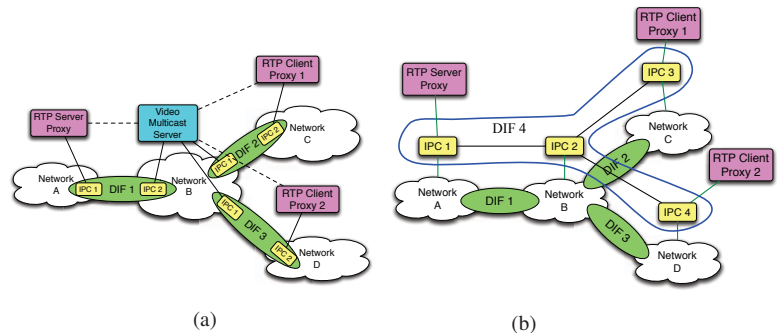 RTP Client
Proxy 1
RTP Server
Proxy
Video
Multicast
Server
IPC 1
DIF 2
IPC 2
Network
C
Network
A
IPC 1
DIF 1
IPC 2
Network
B
RTP Client
Proxy 2
IPC 1
DIF 3
IPC 2
Network
D
(a)
RTP Client
Proxy 1
RTP Server
Proxy
IPC 3
DIF 4
IPC 1
IPC 2
Network
C
RTP Client
Proxy 2
DIF 2
Network
A
DIF 1
Network
B
IPC 4
DIF 3
Network
D
(b)